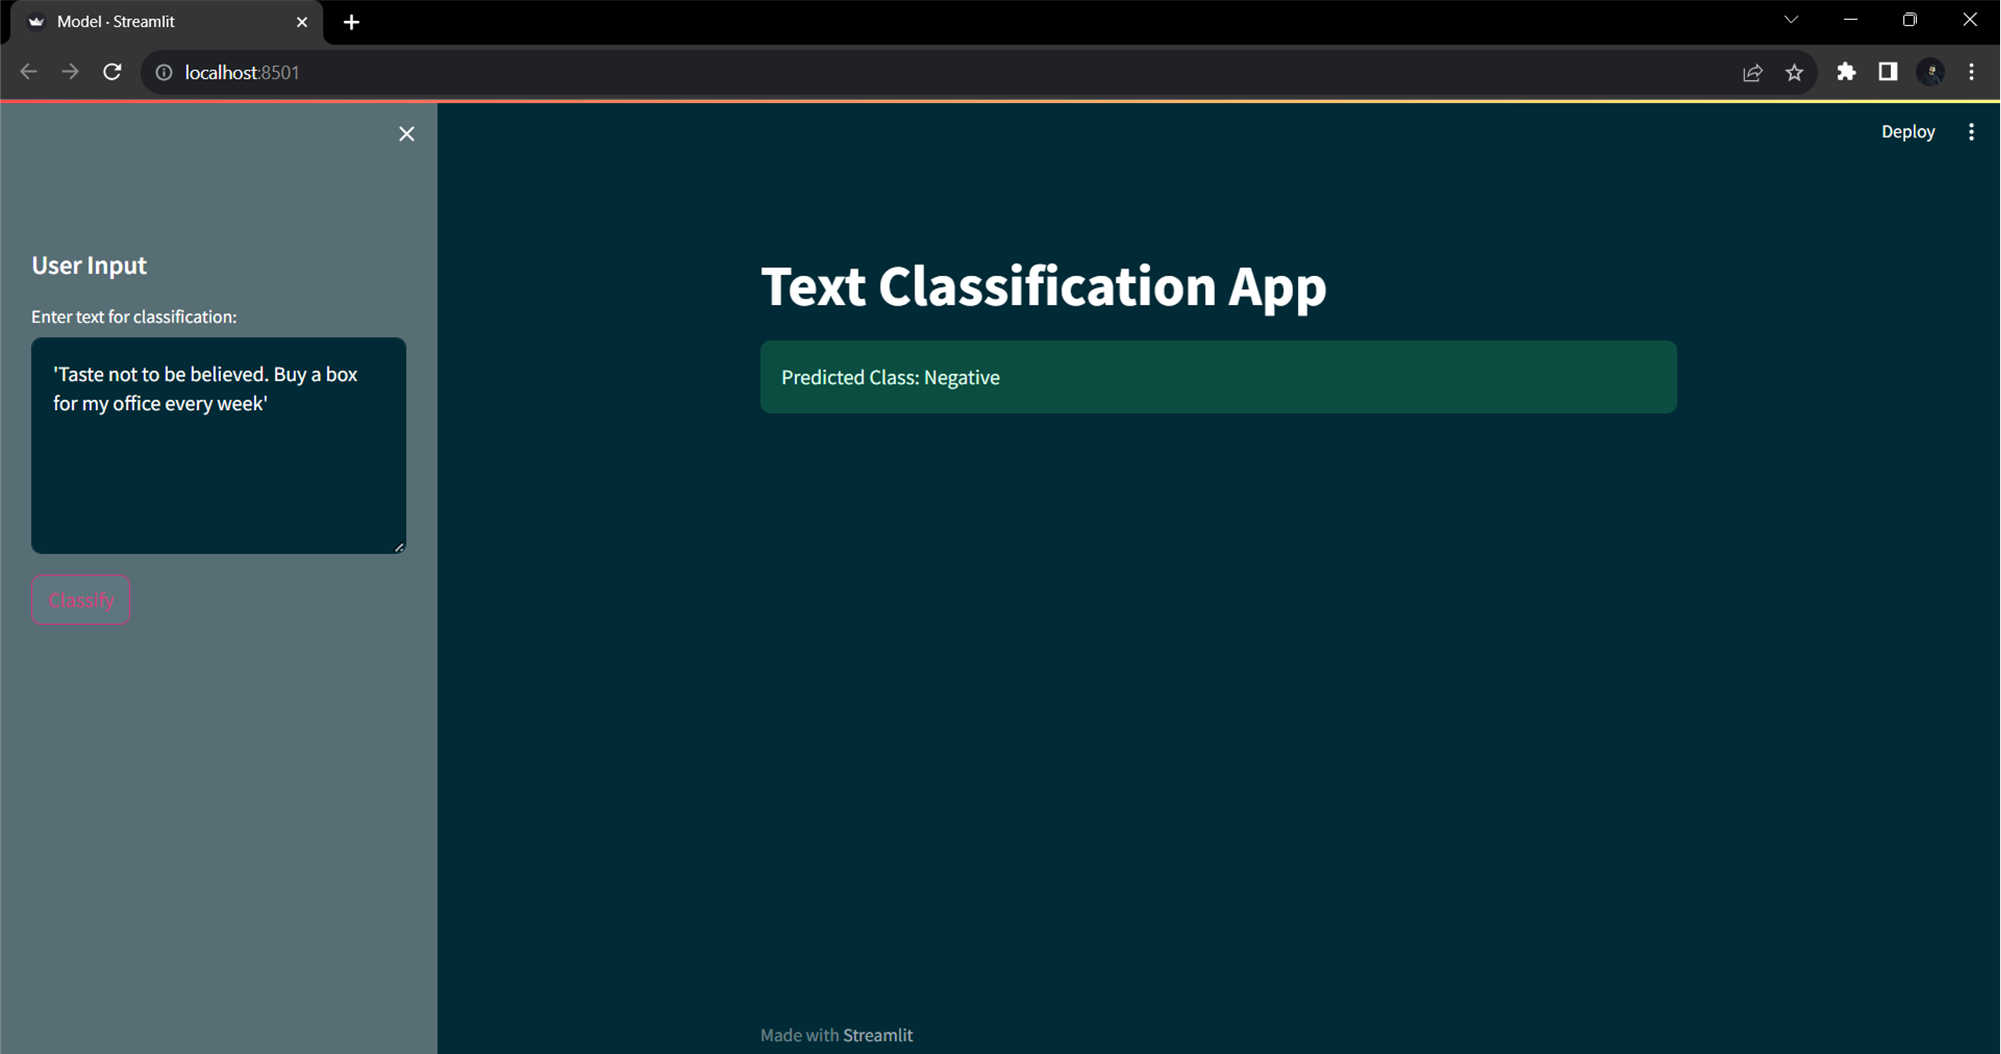 Model · Streamlit
localhost:8501
Deploy
User Input
Enter text for classification:
'Taste not to be believed. Buy a box
for my office every week'
Classify
Text Classification App
Predicted Class: Negative
Made with Streamlit